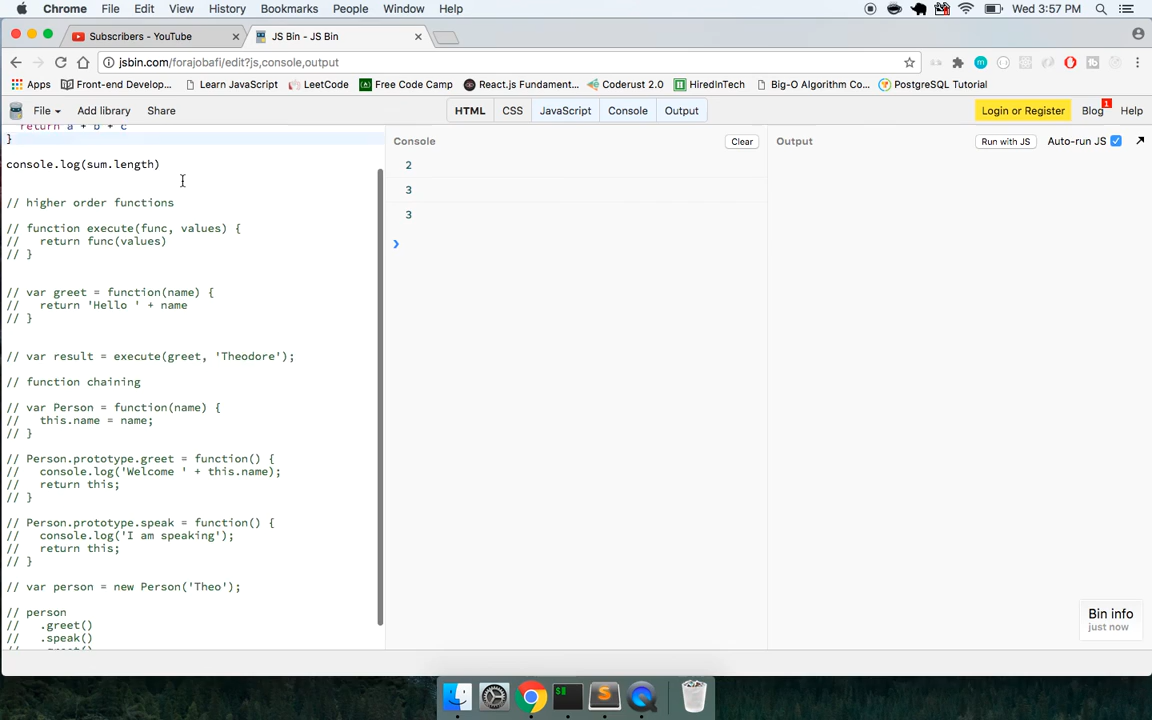 Chrome File Edit View History Bookmarks People Window Help Wed 3:57 PM
Subscribers - YouTube × JS Bin - JS Bin ×
jsbin.com/forajobafi/edit?js,console,output
Apps Front-end Develop... Learn JavaScript LeetCode Free Code Camp React.js Fundament... Coderust 2.0 HiredInTech Big-O Algorithm Co... PostgreSQL Tutorial
File Add library Share HTML CSS JavaScript Console Output Login or Register Blog 1 Help
return a + b + c
}
console.log(sum.length)
// higher order functions
// function execute(func, values) {
//   return func(values)
// }
// var greet = function(name) {
//   return 'Hello ' + name
// }
// var result = execute(greet, 'Theodore');
// function chaining
// var Person = function(name) {
//   this.name = name;
// }
// Person.prototype.greet = function() {
//   console.log('Welcome ' + this.name);
//   return this;
// }
// Person.prototype.speak = function() {
//   console.log('I am speaking');
//   return this;
// }
// var person = new Person('Theo');
// person
//   .greet()
//   .speak()
Console Clear
2
3
3
Output Run with JS Auto-run JS
Bin info
just now